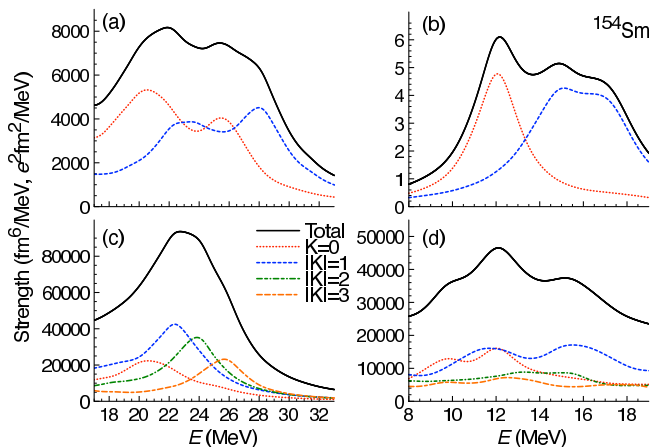 (a)
8000
6000
4000
2000
0
(b)
154Sm
6
5
4
3
2
1
0
Strength (fm6/MeV, e2fm2/MeV)
(c)
Total
K=0
|K|=1
|K|=2
|K|=3
80000
60000
40000
20000
0
18 20 22 24 26 28 30 32
E (MeV)
(d)
50000
40000
30000
20000
10000
0
8 10 12 14 16 18
E (MeV)